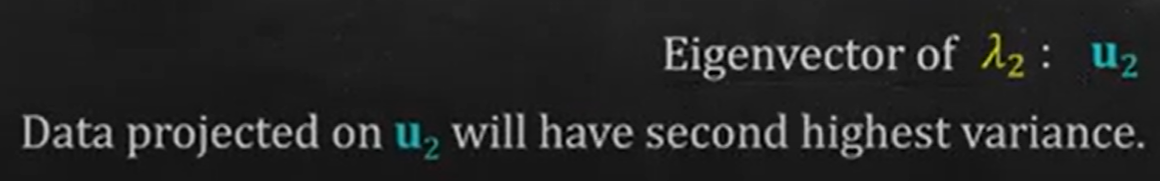 Eigenvector of λ₂ : u₂
Data projected on u₂ will have second highest variance.